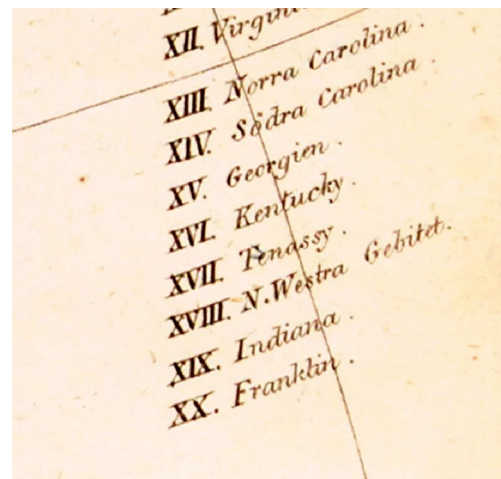 XII. Virgini
XIII. Norra Carolina.
XIV. Södra Carolina.
XV. Georgien.
XVI. Kentucky.
XVII. Tenassy.
XVIII. N. Westra Gebitet.
XIX. Indiana.
XX. Franklin.